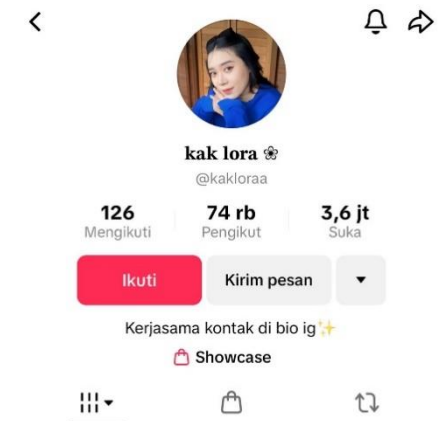 kak lora ❀
@kakloraa
126 74 rb 3,6 jt
Mengikuti Pengikut Suka
Ikuti Kirim pesan
Kerjasama kontak di bio ig✨
Showcase